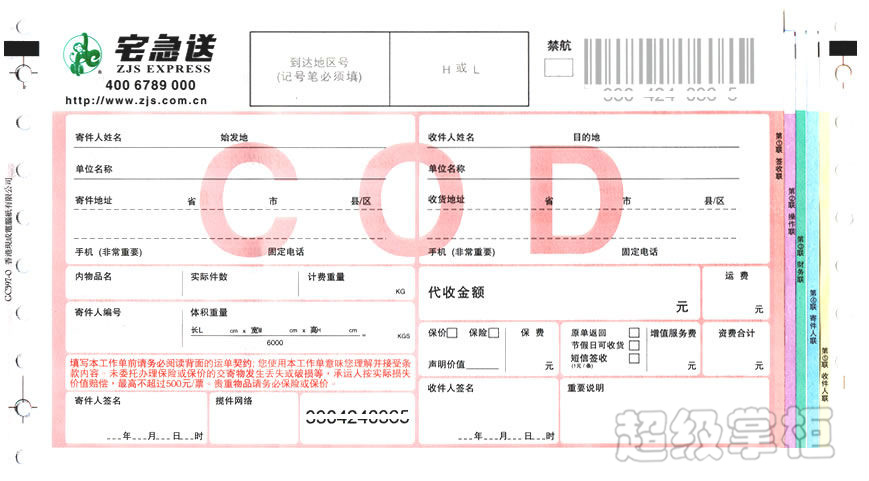 宅急送
ZJS EXPRESS
400 6789 000
http://www.zjs.com.cn
到达地区号
(记号笔必须填)
H 或 L
禁航
COD
寄件人姓名 始发地
单位名称
寄件地址 省 市 县/区
手机 (非常重要) 固定电话
收件人姓名 目的地
单位名称
收货地址 省 市 县/区
手机 (非常重要) 固定电话
内物品名 实际件数 计费重量 KG
寄件人编号 体积重量
长L cm x 宽W cm x 高H cm
6000
KGS
填写本工作单前请务必阅读背面的运单契约; 您使用本工作单意味您理解并接受条
款内容。未委托办理保险或保价的交寄物发生丢失或破损等，承运人按实际损失
价值赔偿，最高不超过500元/票。贵重物品请务必保险或保价。
寄件人签名 揽件网络
年 月 日 时
代收金额 元
运 费 元
保价 保险 保 费
声明价值 元
原单返回
节假日可收货
短信签收
(1元/条)
增值服务费 元
资费合计 元
收件人签名 重要说明
年 月 日 时
第①联 签收联
第②联 操作联
第③联 财务联
第④联 寄件人联
第⑤联 收件人联
超级掌柜